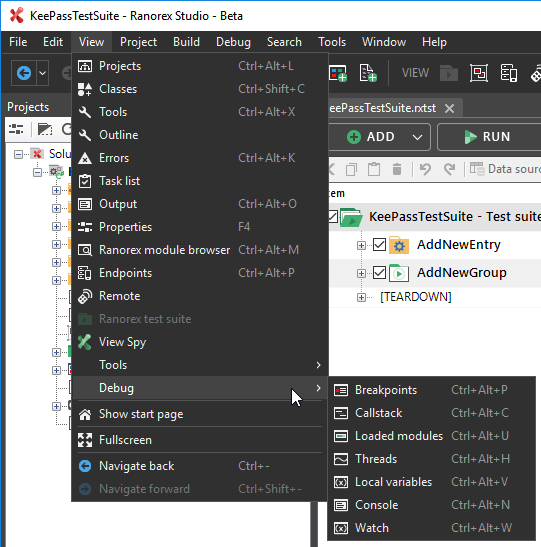 KeePassTestSuite - Ranorex Studio - Beta
File Edit View Project Build Debug Search Tools Window Help
VIEW
Projects
Projects Ctrl+Alt+L
Classes Ctrl+Shift+C
Tools Ctrl+Alt+X
Outline
Errors Ctrl+Alt+K
Task list
Output Ctrl+Alt+O
Properties F4
Ranorex module browser Ctrl+Alt+M
Endpoints Ctrl+Alt+P
Remote
Ranorex test suite
View Spy
Tools
Debug
Show start page
Fullscreen
Navigate back Ctrl+-
Navigate forward Ctrl+Shift+-
Solu
eePassTestSuite.rxtst
ADD RUN
Data sourc
tem
KeePassTestSuite - Test suite
AddNewEntry
AddNewGroup
[TEARDOWN]
Breakpoints Ctrl+Alt+P
Callstack Ctrl+Alt+C
Loaded modules Ctrl+Alt+U
Threads Ctrl+Alt+H
Local variables Ctrl+Alt+V
Console Ctrl+Alt+N
Watch Ctrl+Alt+W